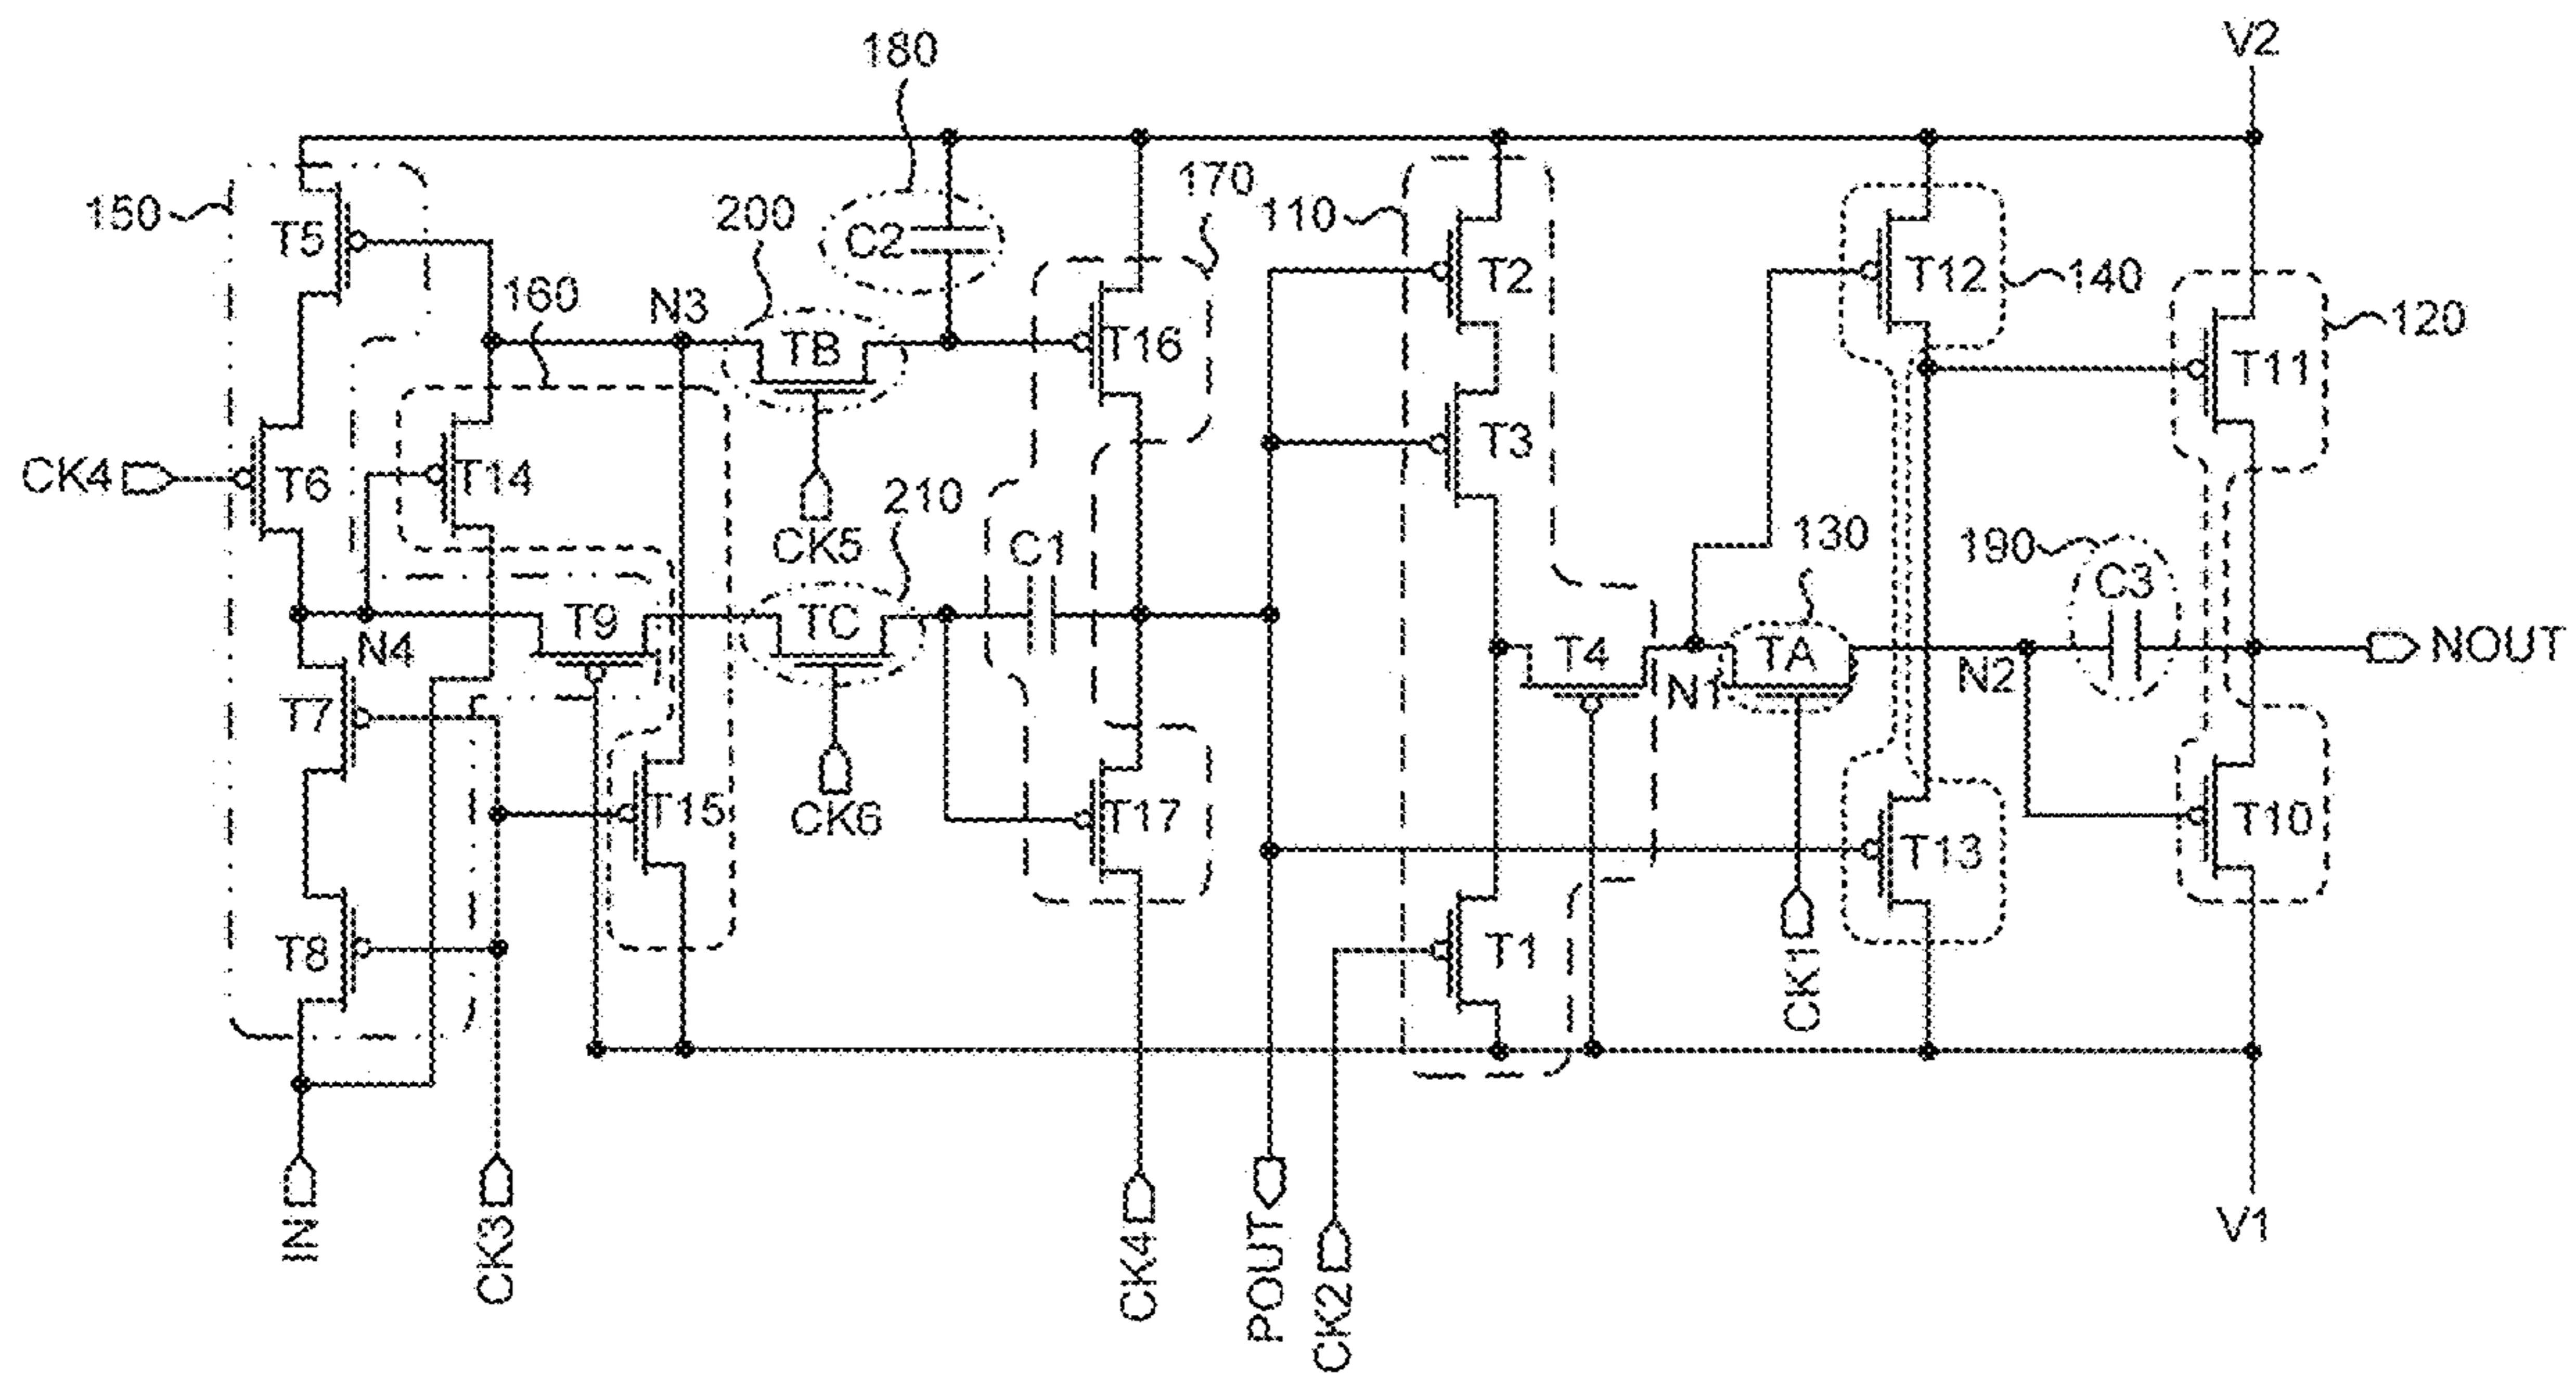 180
V2
150
T5
200
C2
170
110
T2
T12
140
160
N3
TB
T16
120
T11
CK4
T6
T14
T3
CK5
210
C1
130
190
C3
N4
T9
TC
T4
N1
TA
N2
NOUT
T7
T15
CK6
T17
T13
T10
T8
T1
CK1
IN
CK3
CK4
POUT
CK2
V1